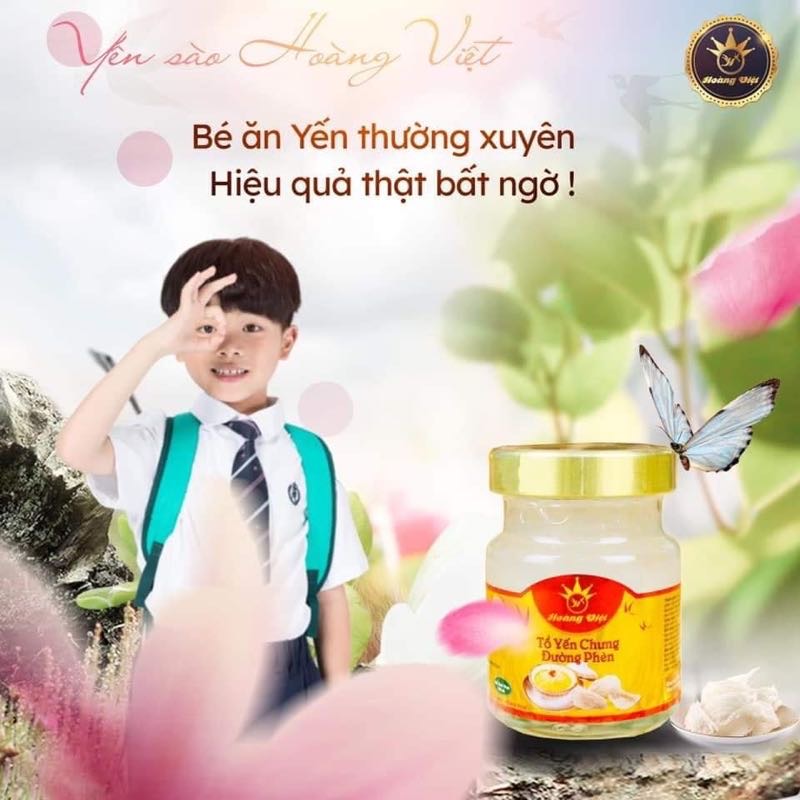 Yến sào Hoàng Việt
Hoàng Việt
Bé ăn Yến thường xuyên
Hiệu quả thật bất ngờ !
Hoàng Việt
Tổ Yến Chưng
Đường Phèn